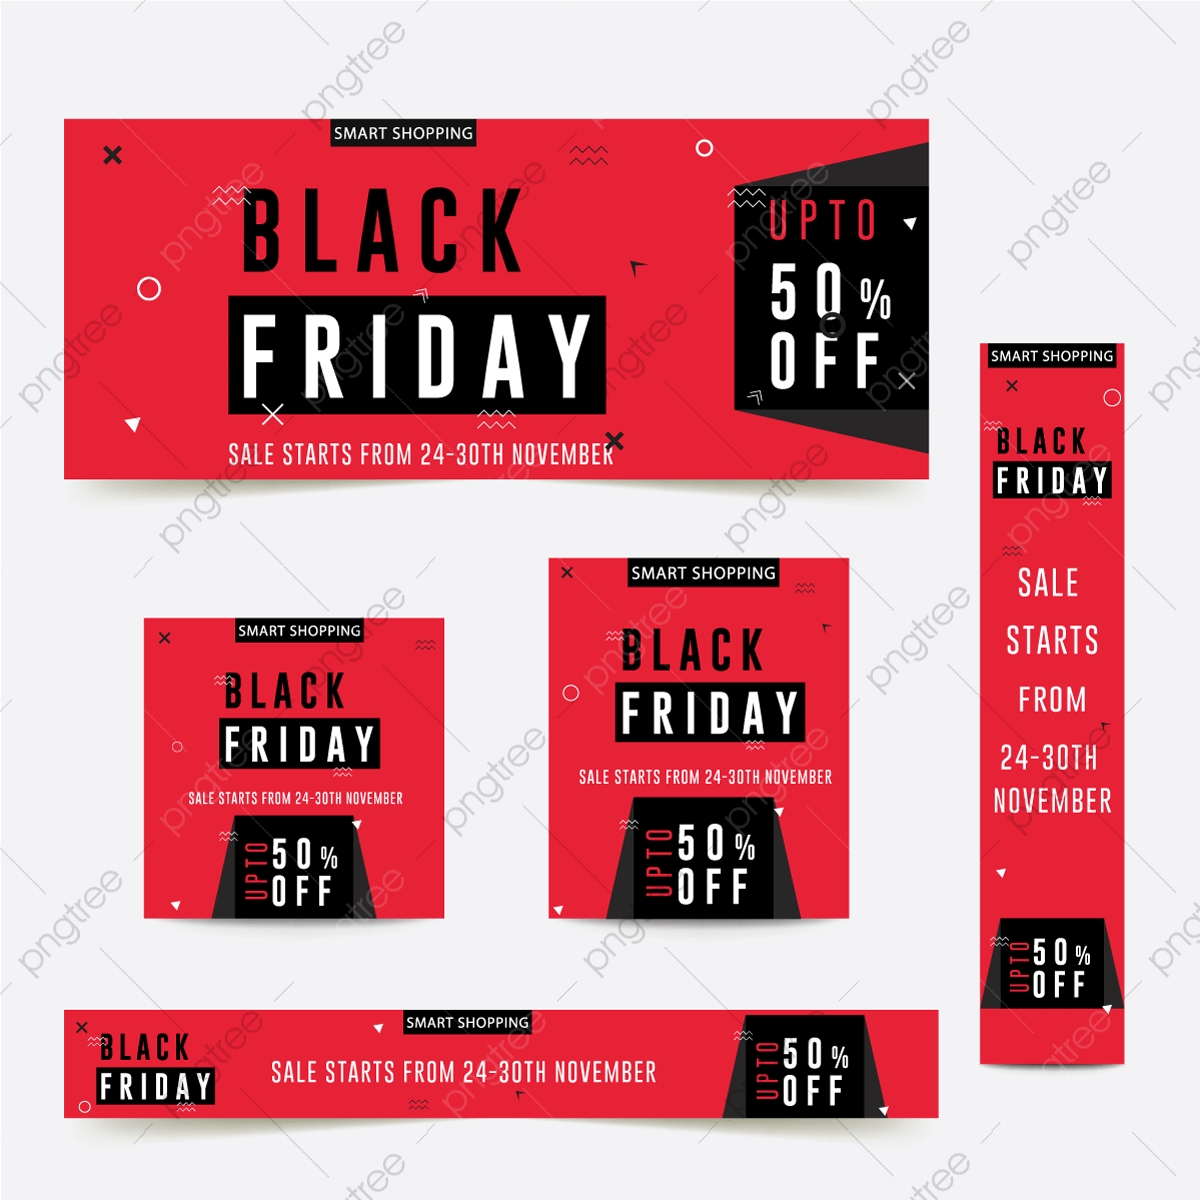 SMART SHOPPING
BLACK
FRIDAY
SALE STARTS FROM 24-30TH NOVEMBER
UPTO
50%
OFF
SMART SHOPPING
BLACK
FRIDAY
SALE
STARTS
FROM
24-30TH
NOVEMBER
UPTO
50%
OFF
SMART SHOPPING
BLACK
FRIDAY
SALE STARTS FROM 24-30TH NOVEMBER
UPTO
50%
OFF
SMART SHOPPING
BLACK
FRIDAY
SALE STARTS FROM 24-30TH NOVEMBER
UPTO
50%
OFF
BLACK
FRIDAY
SMART SHOPPING
SALE STARTS FROM 24-30TH NOVEMBER
UPTO
50%
OFF
pngtree